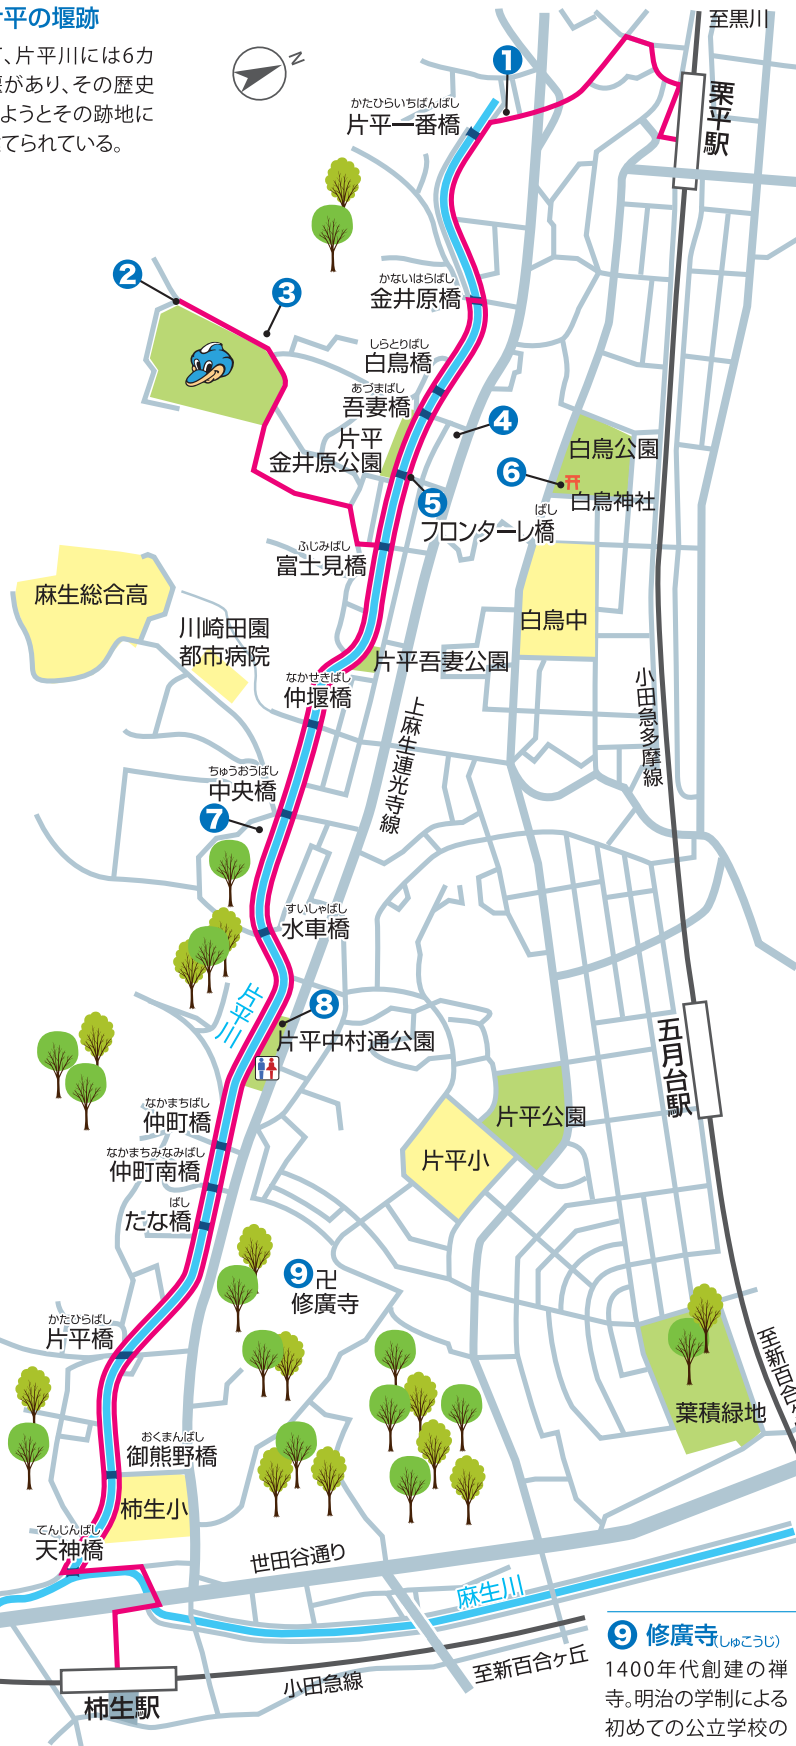 片平の堰跡
、片平川には6カ
堰があり、その歴史
ようとその跡地に
てられている。
N
至黒川
栗平駅
1
かたひらいちばんばし
片平一番橋
2
3
かないはらばし
金井原橋
しらとりばし
白鳥橋
あづまばし
吾妻橋
片平
金井原公園
4
白鳥公園
6
白鳥神社
5
ばし
フロンターレ橋
ふじみばし
富士見橋
麻生総合高
川崎田園
都市病院
白鳥中
片平吾妻公園
なかせきばし
仲堰橋
上麻生連光寺線
小田急多摩線
ちゅうおうばし
中央橋
7
すいしゃばし
水車橋
片平川
8
片平中村通公園
五月台駅
なかまちばし
仲町橋
片平公園
なかまちみなみばし
仲町南橋
片平小
ばし
たな橋
9
卍
修廣寺
かたひらばし
片平橋
至新百合ヶ
葉積緑地
おくまんばし
御熊野橋
柿生小
てんじんばし
天神橋
世田谷通り
麻生川
至新百合ヶ丘
小田急線
柿生駅
9 修廣寺(しゅこうじ)
1400年代創建の禅
寺。明治の学制による
初めての公立学校の